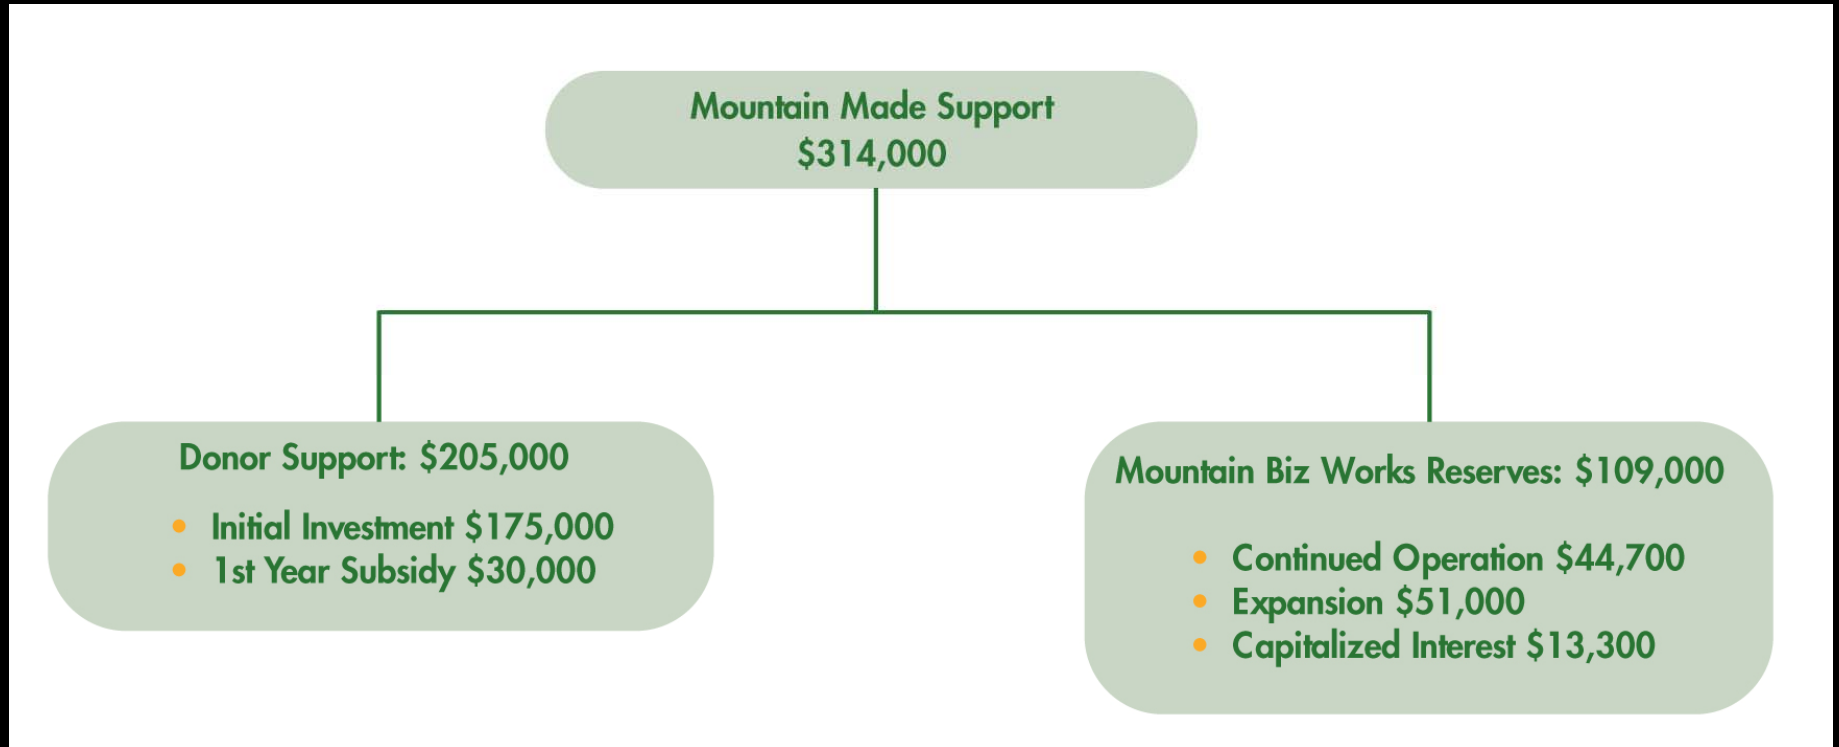 Mountain Made Support
$314,000
Donor Support: $205,000
• Initial Investment $175,000
• 1st Year Subsidy $30,000
Mountain Biz Works Reserves: $109,000
• Continued Operation $44,700
• Expansion $51,000
• Capitalized Interest $13,300